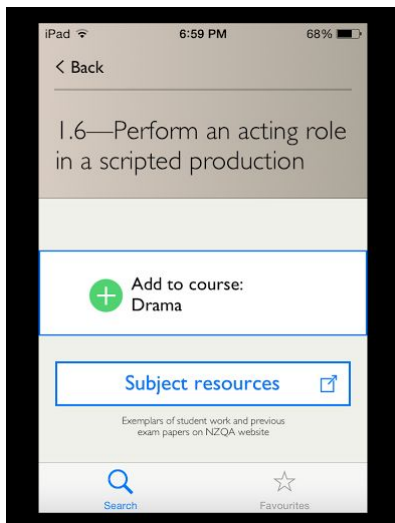 iPad 6:59 PM 68%
< Back
1.6—Perform an acting role
in a scripted production
Add to course:
Drama
Subject resources
Exemplars of student work and previous
exam papers on NZQA website
Search Favourites